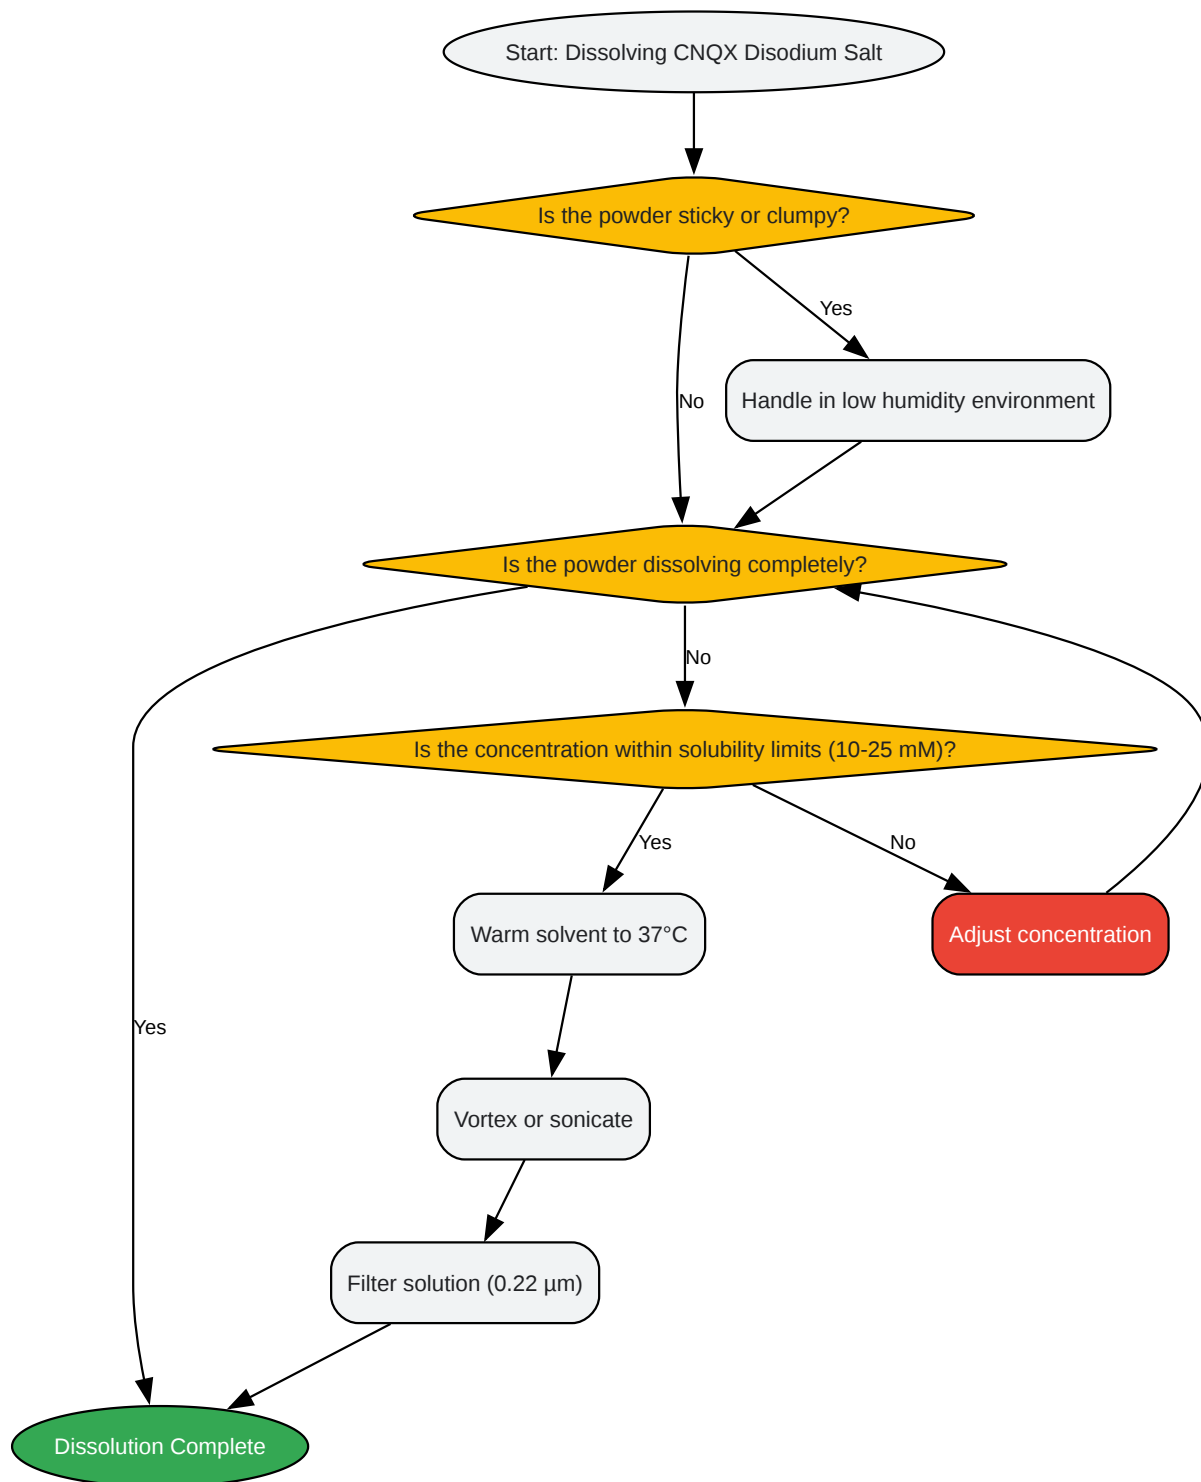 Start: Dissolving CNQX Disodium Salt
Is the powder sticky or clumpy?
Yes
Handle in low humidity environment
No
Is the powder dissolving completely?
No
Is the concentration within solubility limits (10-25 mM)?
Yes
No
Warm solvent to 37°C
Adjust concentration
Yes
Vortex or sonicate
Filter solution (0.22 µm)
Dissolution Complete